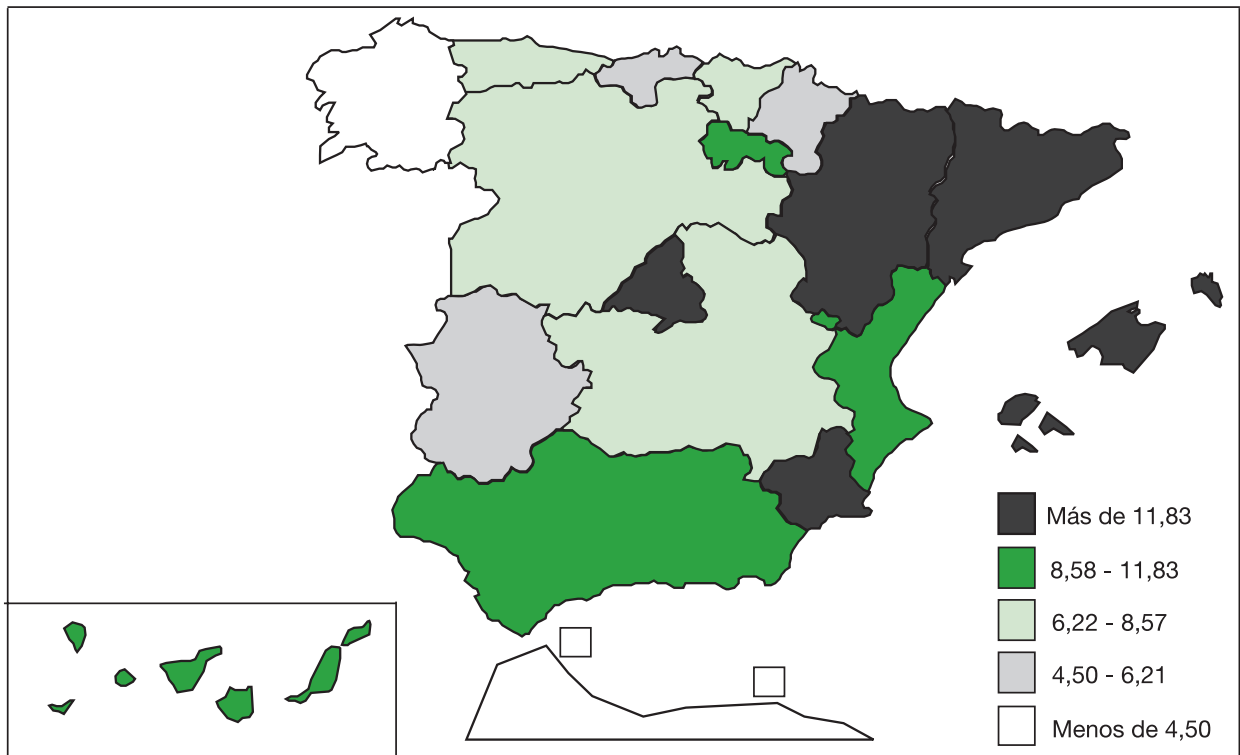 Más de 11,83
8,58 - 11,83
6,22 - 8,57
4,50 - 6,21
Menos de 4,50